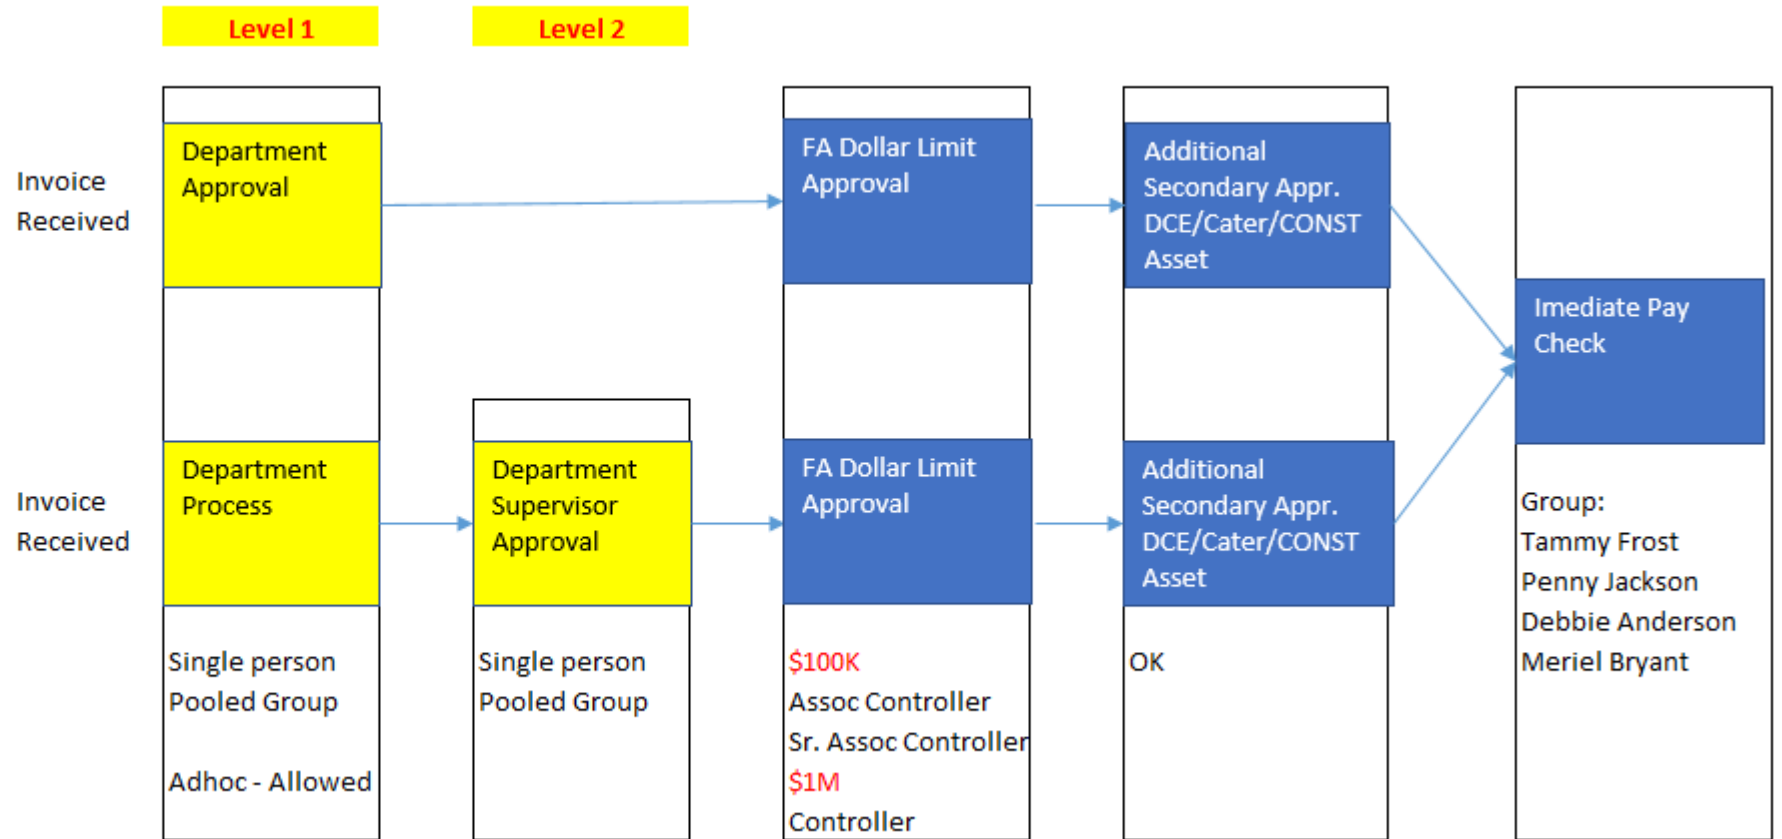 Level 1
Level 2
Invoice
Received
Department
Approval
FA Dollar Limit
Approval
Additional
Secondary Appr.
DCE/Cater/CONST
Asset
Imediate Pay
Check
Invoice
Received
Department
Process
Department
Supervisor
Approval
FA Dollar Limit
Approval
Additional
Secondary Appr.
DCE/Cater/CONST
Asset
Single person
Pooled Group
Adhoc - Allowed
Single person
Pooled Group
$100K
Assoc Controller
Sr. Assoc Controller
$1M
Controller
OK
Group:
Tammy Frost
Penny Jackson
Debbie Anderson
Meriel Bryant